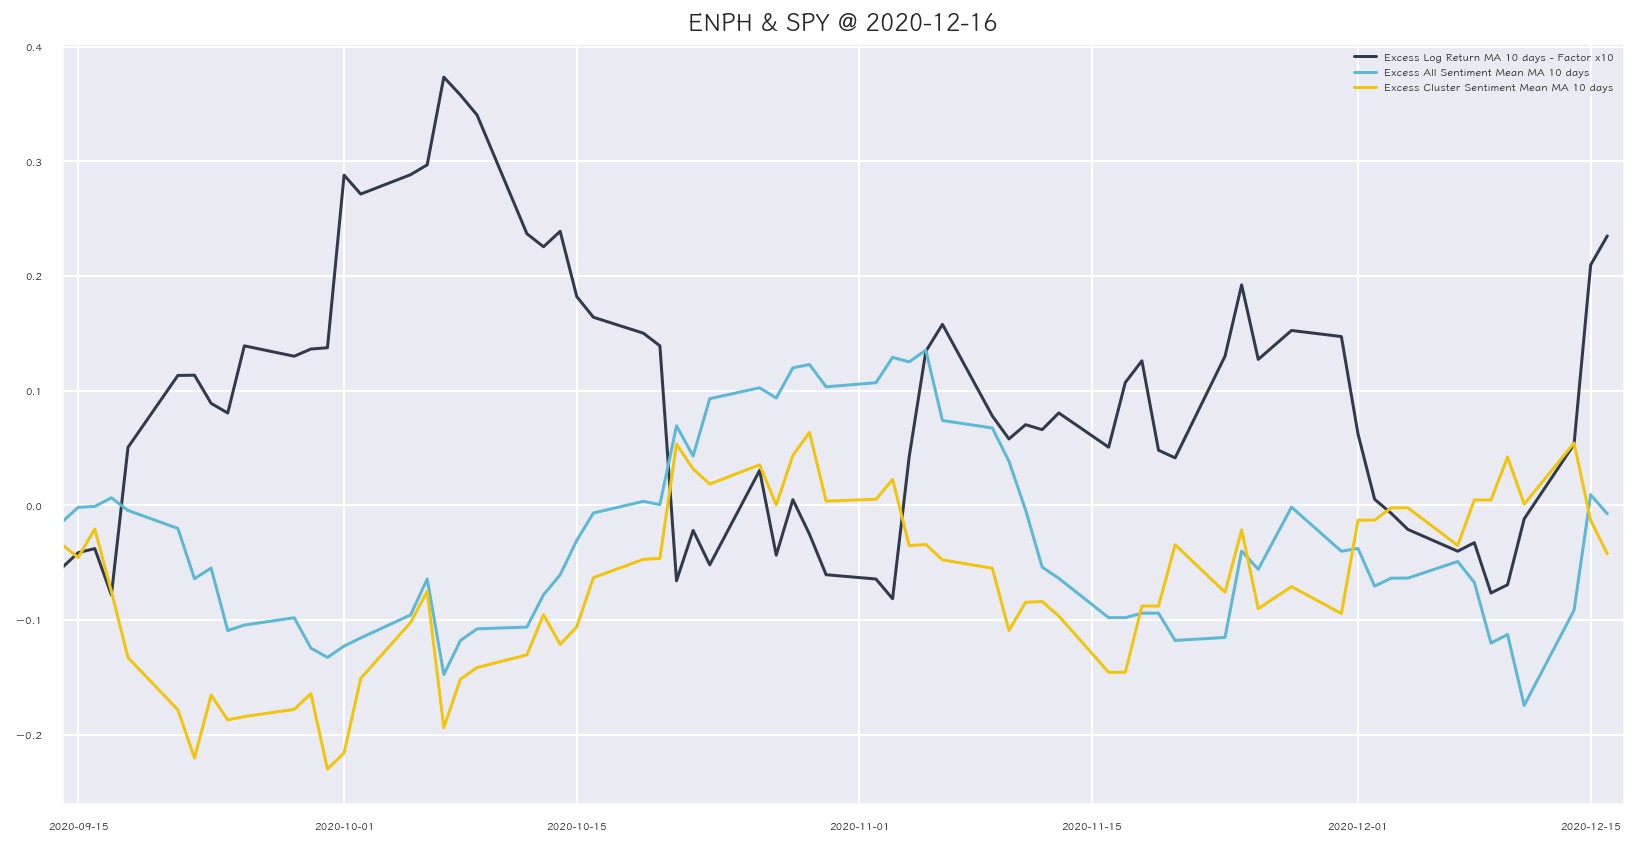 ENPH & SPY @ 2020-12-16
Excess Log Return MA 10 days - Factor x10
Excess All Sentiment Mean MA 10 days
Excess Cluster Sentiment Mean MA 10 days
0.4
0.3
0.2
0.1
0.0
−0.1
−0.2
2020-09-15 2020-10-01 2020-10-15 2020-11-01 2020-11-15 2020-12-01 2020-12-15